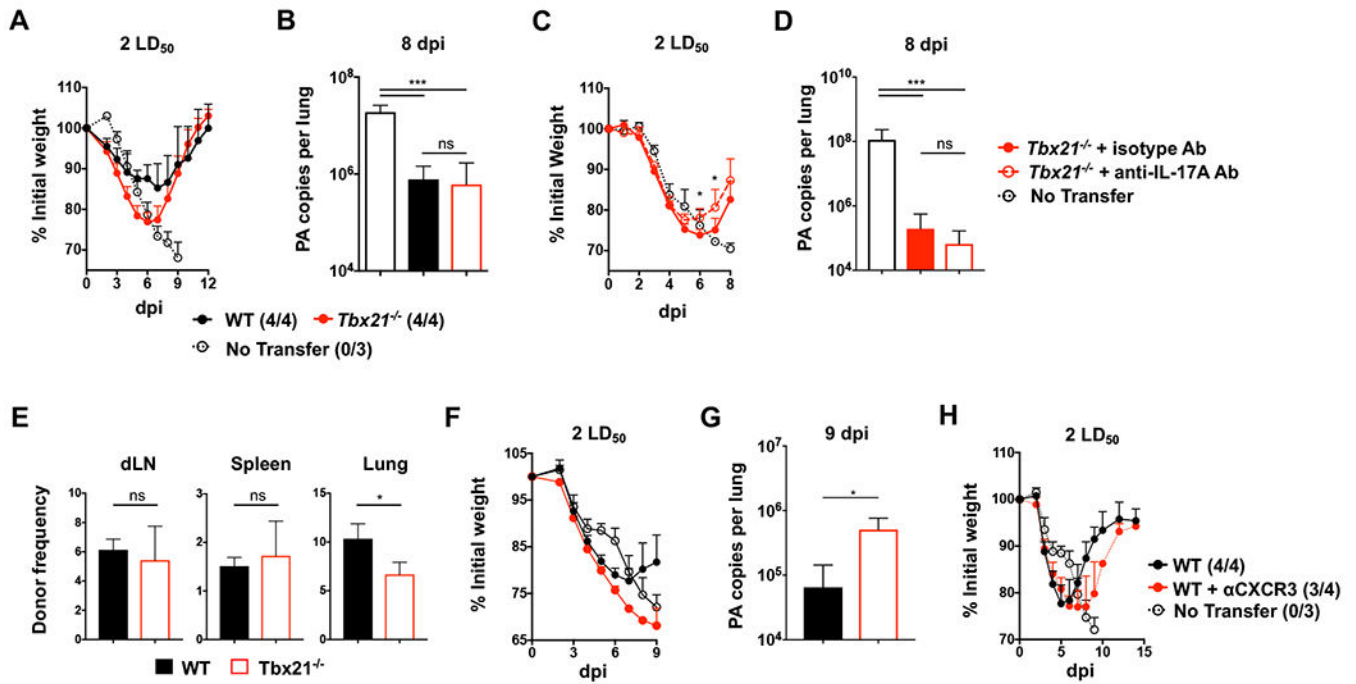 A
2 LD50
% Initial weight
110
100
90
80
70
0
3
6
9
12
dpi
B
8 dpi
PA copies per lung
10^8
10^6
10^4
***
ns
WT (4/4)
Tbx21-/- (4/4)
No Transfer (0/3)
C
2 LD50
% Initial Weight
110
100
90
80
70
0
2
4
6
8
*
*
dpi
D
8 dpi
PA copies per lung
10^10
10^8
10^6
10^4
***
ns
Tbx21-/- + isotype Ab
Tbx21-/- + anti-IL-17A Ab
No Transfer
E
Donor frequency
dLN
8
6
4
2
0
ns
Spleen
3
2
1
0
ns
Lung
15
10
5
0
*
WT
Tbx21-/-
F
2 LD50
% Initial weight
105
95
85
75
65
0
3
6
9
dpi
G
9 dpi
PA copies per lung
10^7
10^6
10^5
10^4
*
H
2 LD50
% Initial weight
110
100
90
80
70
0
5
10
15
dpi
WT (4/4)
WT + αCXCR3 (3/4)
No Transfer (0/3)